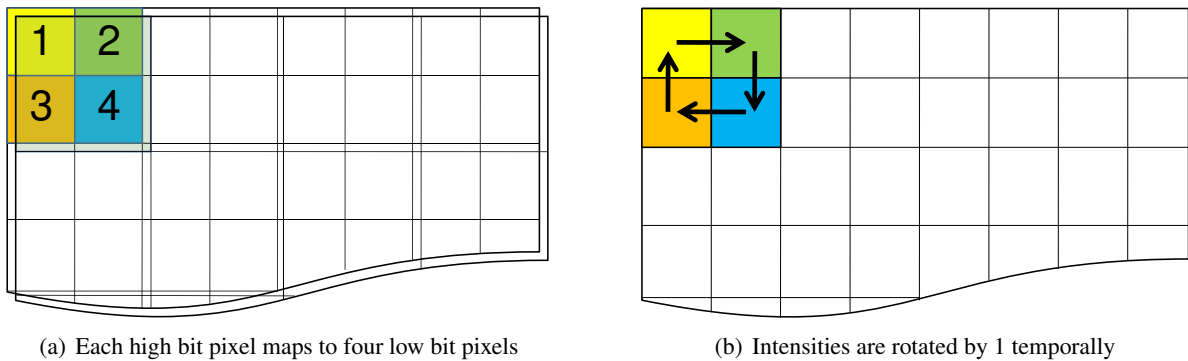 1 2
3 4
(a) Each high bit pixel maps to four low bit pixels
(b) Intensities are rotated by 1 temporally